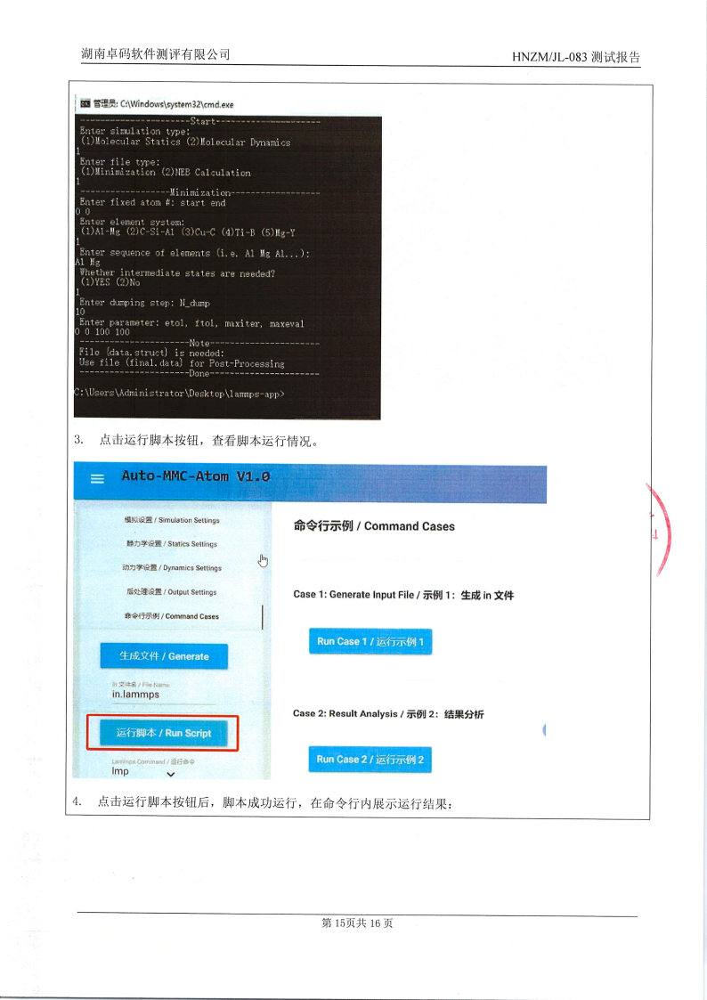 湖南卓码软件测评有限公司
HNZM/JL-083 测试报告
管理员: C:\Windows\system32\cmd.exe
----------------------Start---------------------
Enter simulation type:
(1)Molecular Statics (2)Molecular Dynamics
1
Enter file type:
(1)Minimization (2)NEB Calculation
1
------------------Minimization------------------
Enter fixed atom #: start end
0 0
Enter element system:
(1)Al-Mg (2)C-Si-Al (3)Cu-C (4)Ti-B (5)Mg-Y
1
Enter sequence of elements (i.e. Al Mg Al...):
Al Mg
Whether intermediate states are needed?
(1)YES (2)No
1
Enter dumping step: N_dump
10
Enter parameter: etol, ftol, maxiter, maxeval
0 0 100 100
----------------------Note----------------------
File {data.struct} is needed:
Use file {final.data} for Post-Processing
----------------------Done----------------------
C:\Users\Administrator\Desktop\lammps-app>
3. 点击运行脚本按钮，查看脚本运行情况。
Auto-MMC-Atom V1.0
模拟设置 / Simulation Settings
静力学设置 / Statics Settings
动力学设置 / Dynamics Settings
后处理设置 / Output Settings
命令行示例 / Command Cases
生成文件 / Generate
in 文件名 / File Name
in.lammps
运行脚本 / Run Script
Lammps Command / 运行命令
lmp
命令行示例 / Command Cases
Case 1: Generate Input File / 示例 1：生成 in 文件
Run Case 1 / 运行示例 1
Case 2: Result Analysis / 示例 2：结果分析
Run Case 2 / 运行示例 2
4. 点击运行脚本按钮后，脚本成功运行，在命令行内展示运行结果：
第 15页共 16 页